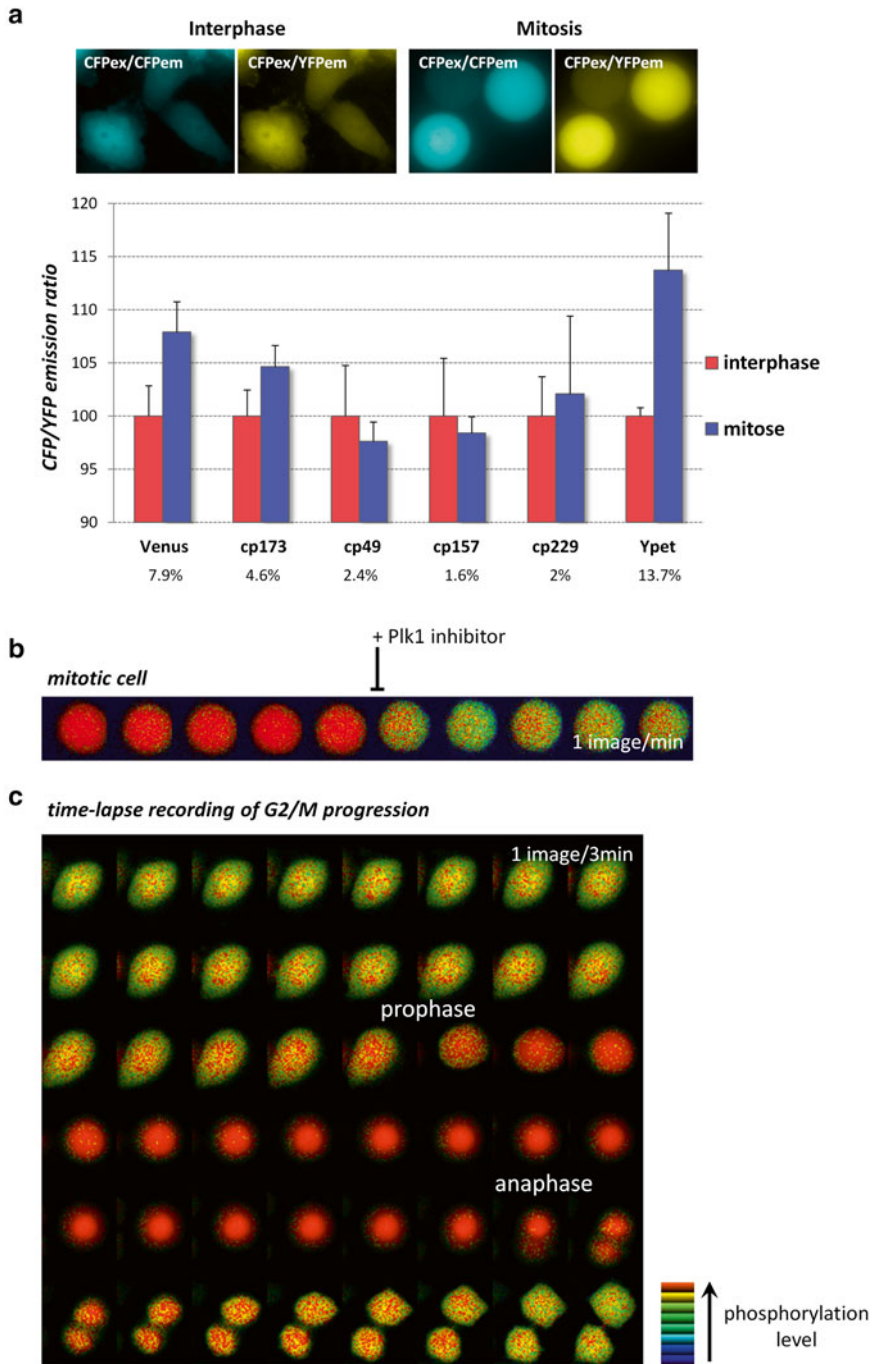 a
Interphase
Mitosis
CFPex/CFPem
CFPex/YFPem
CFPex/CFPem
CFPex/YFPem
CFP/YFP emission ratio
120
115
110
105
100
95
90
interphase
mitose
Venus cp173 cp49 cp157 cp229 Ypet
7.9% 4.6% 2.4% 1.6% 2% 13.7%
b
+ Plk1 inhibitor
mitotic cell
1 image/min
c
time-lapse recording of G2/M progression
1 image/3min
prophase
anaphase
phosphorylation
level